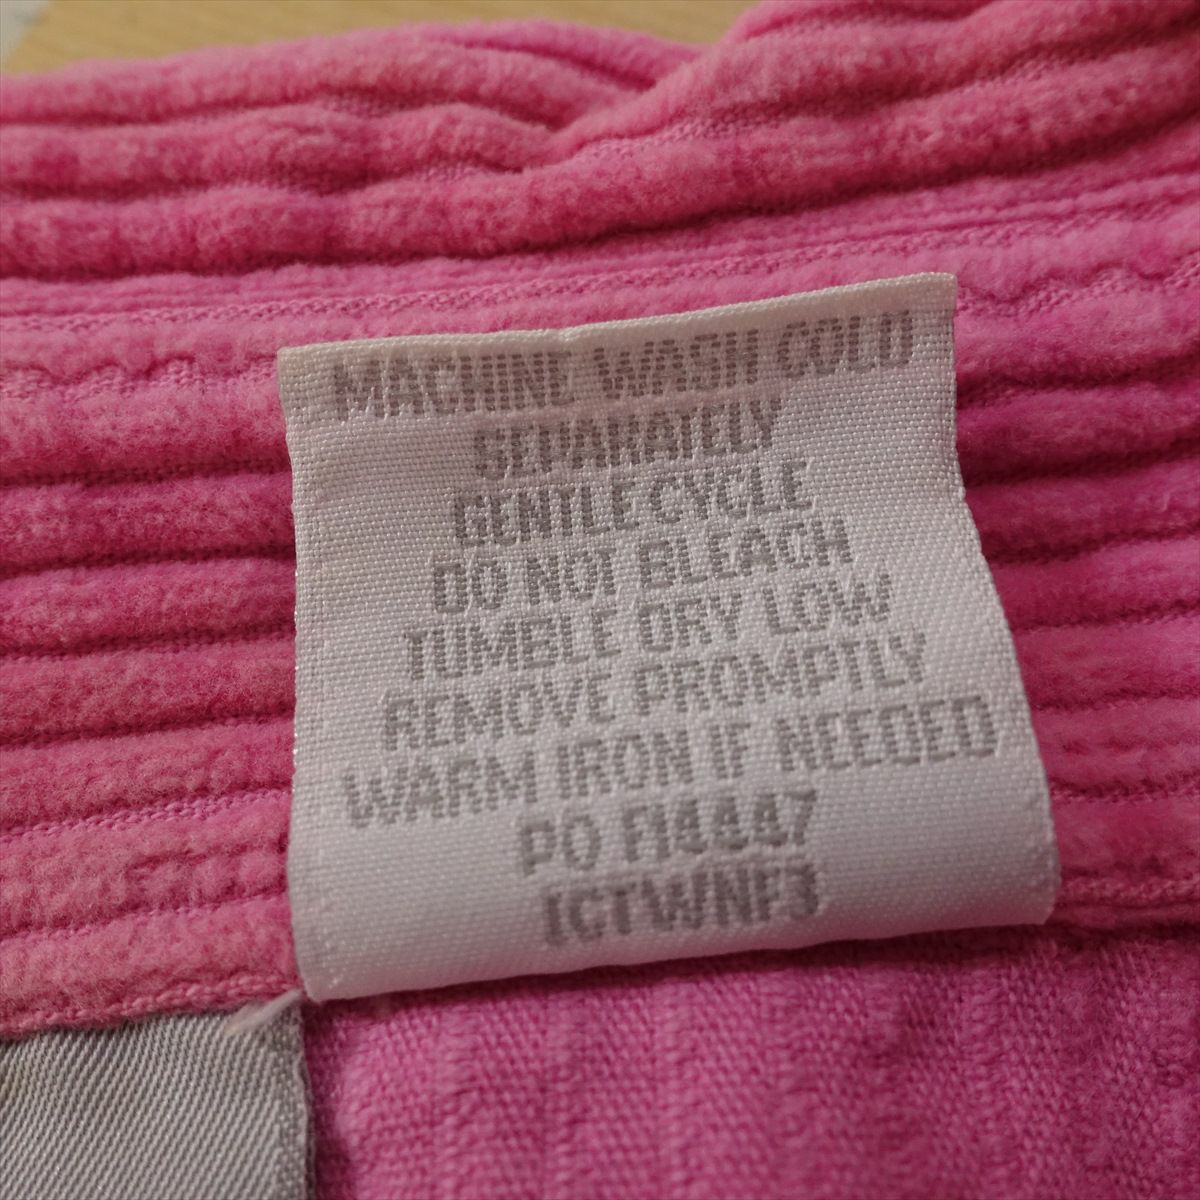 MACHINE WASH COLD
SEPARATELY
GENTLE CYCLE
DO NOT BLEACH
TUMBLE DRY LOW
REMOVE PROMPTLY
WARM IRON IF NEEDED
PO F14447